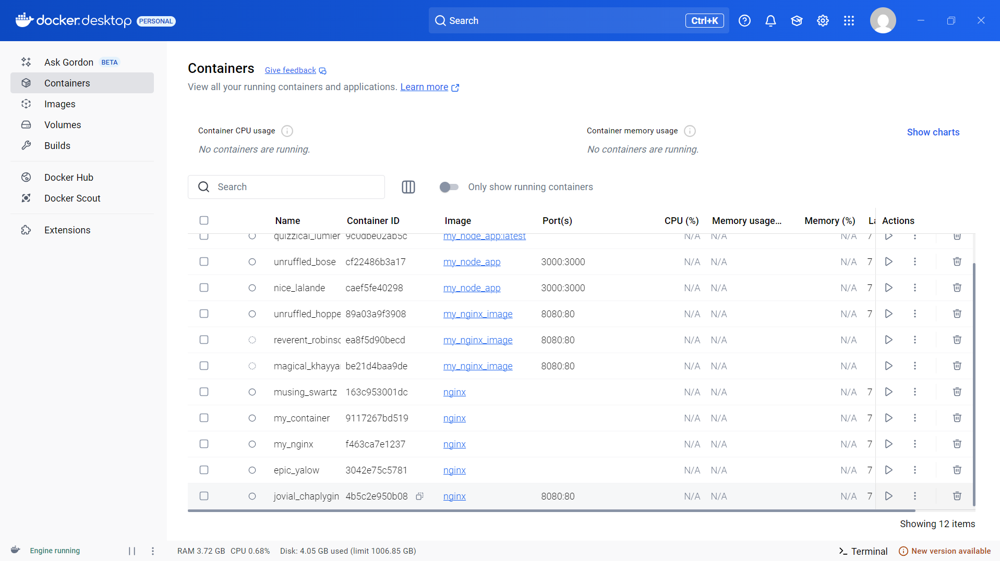 docker.desktop PERSONAL
Search Ctrl+K
Ask Gordon BETA
Containers
Images
Volumes
Builds
Docker Hub
Docker Scout
Extensions
Containers Give feedback
View all your running containers and applications. Learn more
Container CPU usage
No containers are running.
Container memory usage
No containers are running.
Show charts
Search
Only show running containers
Name Container ID Image Port(s) CPU (%) Memory usage... Memory (%) La Actions
quizzical_lumier 9c0dbe02ab5c my_node_app:latest N/A N/A N/A 7
unruffled_bose cf22486b3a17 my_node_app 3000:3000 N/A N/A N/A 7
nice_lalande caef5fe40298 my_node_app 3000:3000 N/A N/A N/A 7
unruffled_hoppe 89a03a9f3908 my_nginx_image 8080:80 N/A N/A N/A 7
reverent_robinsc ea8f5d90becd my_nginx_image 8080:80 N/A N/A N/A
magical_khayya be21d4baa9de my_nginx_image 8080:80 N/A N/A N/A
musing_swartz 163c953001dc nginx N/A N/A N/A 7
my_container 9117267bd519 nginx N/A N/A N/A 7
my_nginx f463ca7e1237 nginx N/A N/A N/A 7
epic_yalow 3042e75c5781 nginx N/A N/A N/A 7
jovial_chaplygin 4b5c2e950b08 nginx 8080:80 N/A N/A N/A 7
Showing 12 items
Engine running RAM 3.72 GB CPU 0.68% Disk: 4.05 GB used (limit 1006.85 GB) Terminal New version available